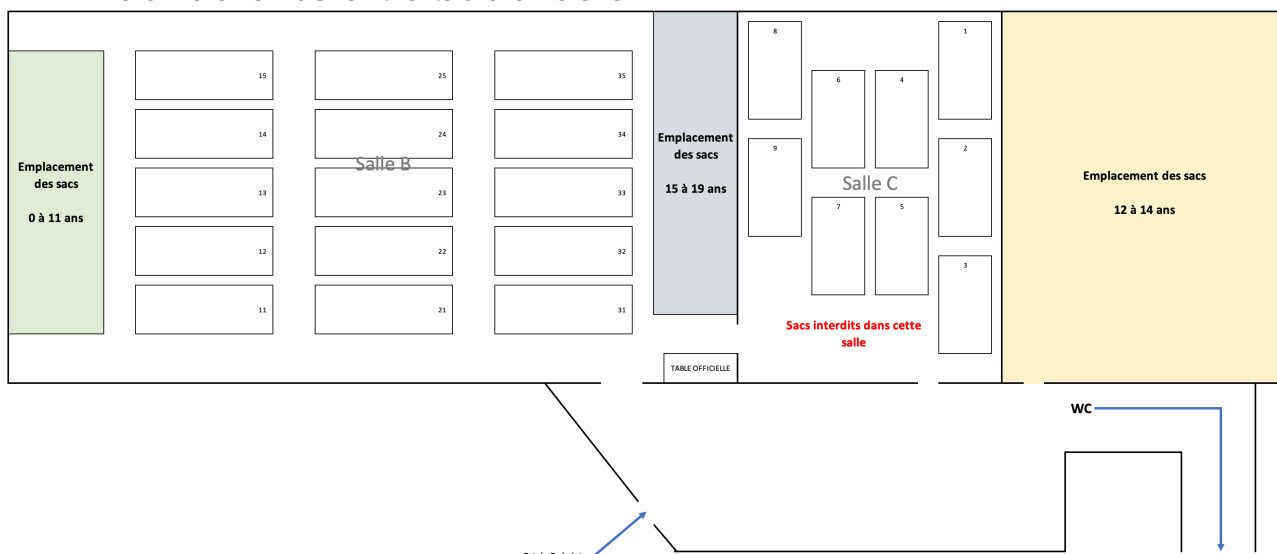 Emplacement
des sacs
0 à 11 ans
15
14
13
12
11
25
24
Salle B
23
22
21
35
34
33
32
31
Emplacement
des sacs
15 à 19 ans
TABLE OFFICIELLE
8
9
6
4
Salle C
7
5
1
2
3
Sacs interdits dans cette
salle
Emplacement des sacs
12 à 14 ans
WC